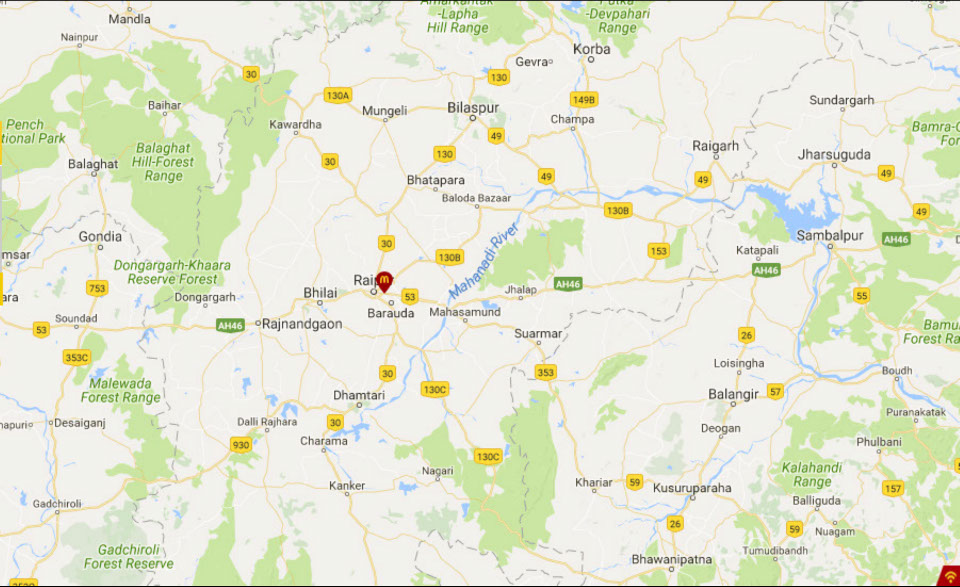 Mandla
Amarkantak
-Lapha
Hill Range
-Devpahari
Range
Nainpur
Korba
Gevra
30
130
130A
149B
Baihar
Mungeli
Bilaspur
Sundargarh
Champa
Pench
tional Park
Kawardha
49
Bamra-
Balaghat
Hill-Forest
Range
Raigarh
Jharsuguda
Balaghat
30
130
49
49
49
Bhatapara
Baloda Bazaar
130B
49
Gondia
30
Mahanadi River
Sambalpur
AH46
msar
130B
153
Katapali
Dongargarh-Khaara
Reserve Forest
AH46
Raip
m
AH46
753
Bhilai
53
Jhalap
55
ara
Dongargarh
Barauda
Mahasamund
Soundad
53
AH46
Rajnandgaon
Suarmar
26
Bamu
Forest Ra
353C
Loisingha
Boudh
Malewada
Forest Range
30
130C
353
57
Dhamtari
Balangir
Puranakatak
napuri
Desaiganj
Dalli Rajhara
30
Deogan
930
Charama
Phulbani
130C
Nagari
Kalahandi
Range
Kanker
Khariar
59
Kusuruparaha
157
Gadchiroli
Balliguda
26
59
Nuagam
Gadchiroli
Forest Reserve
Tumudibandh
Bhawanipatna
353C